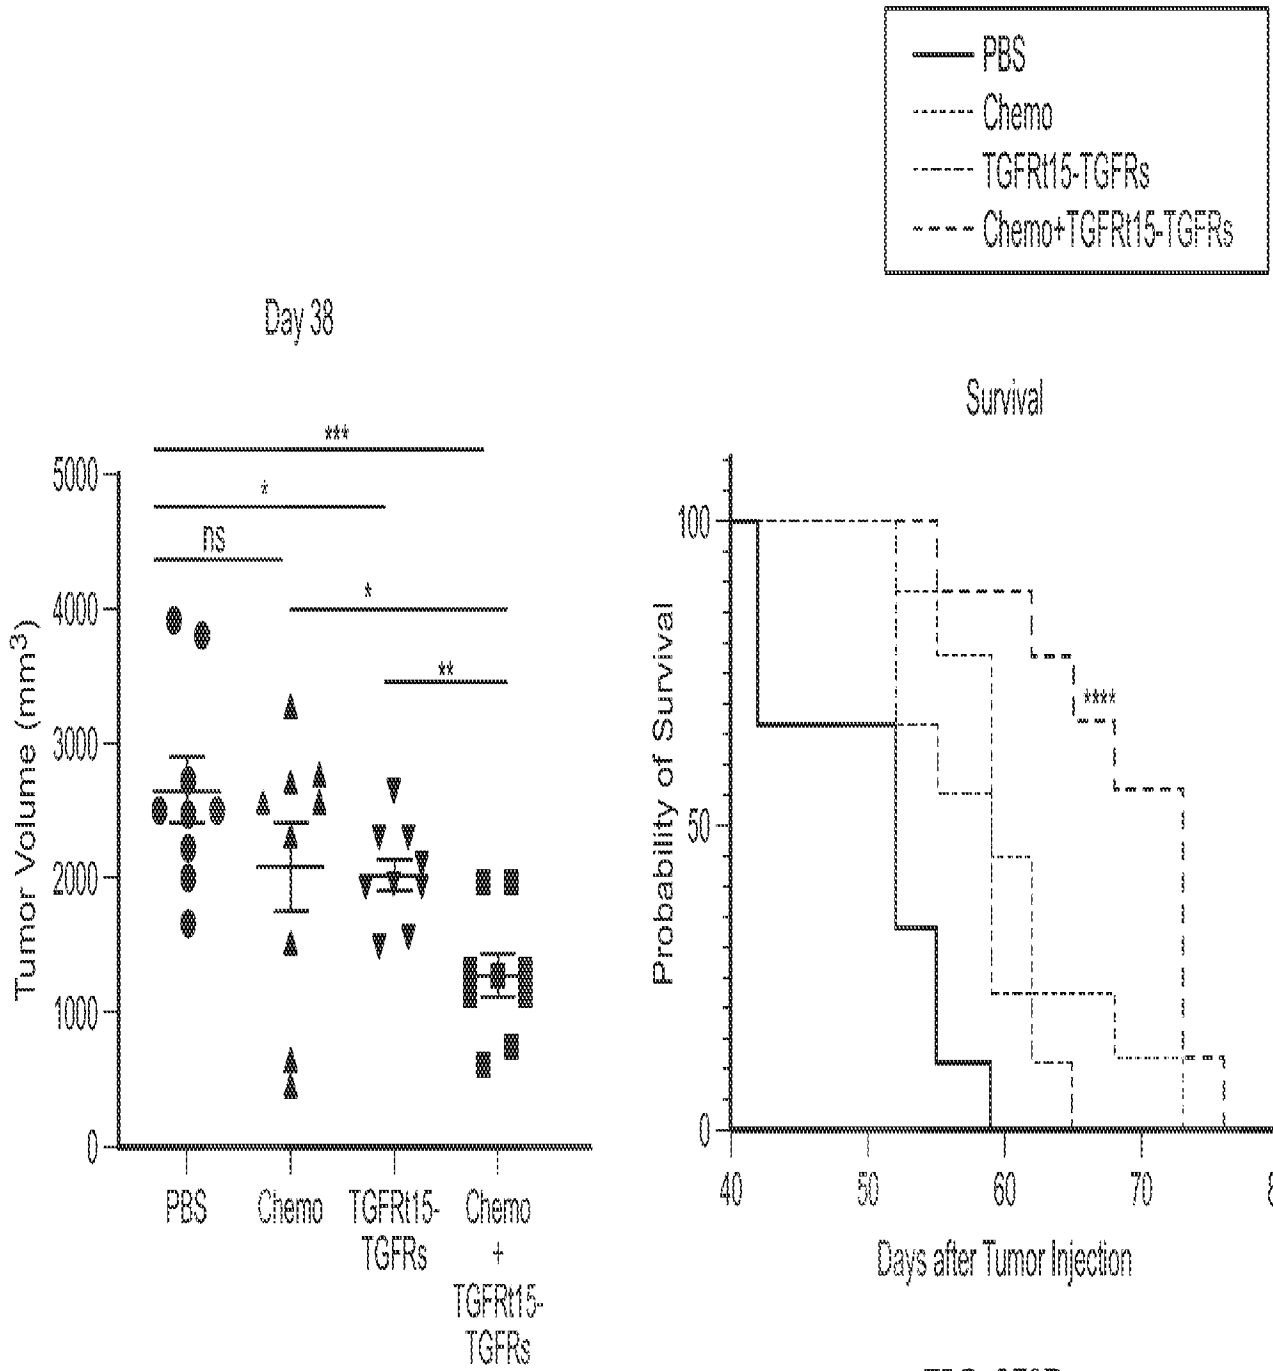 PBS
Chemo
TGFRt15-TGFRs
Chemo+TGFRt15-TGFRs
Day 38
***
*
ns
*
**
5000
4000
3000
2000
1000
0
Tumor Volume (mm³)
PBS
Chemo
TGFRt15-
TGFRs
Chemo
+
TGFRt15-
TGFRs
Survival
100
50
0
Probability of Survival
****
40
50
60
70
Days after Tumor Injection